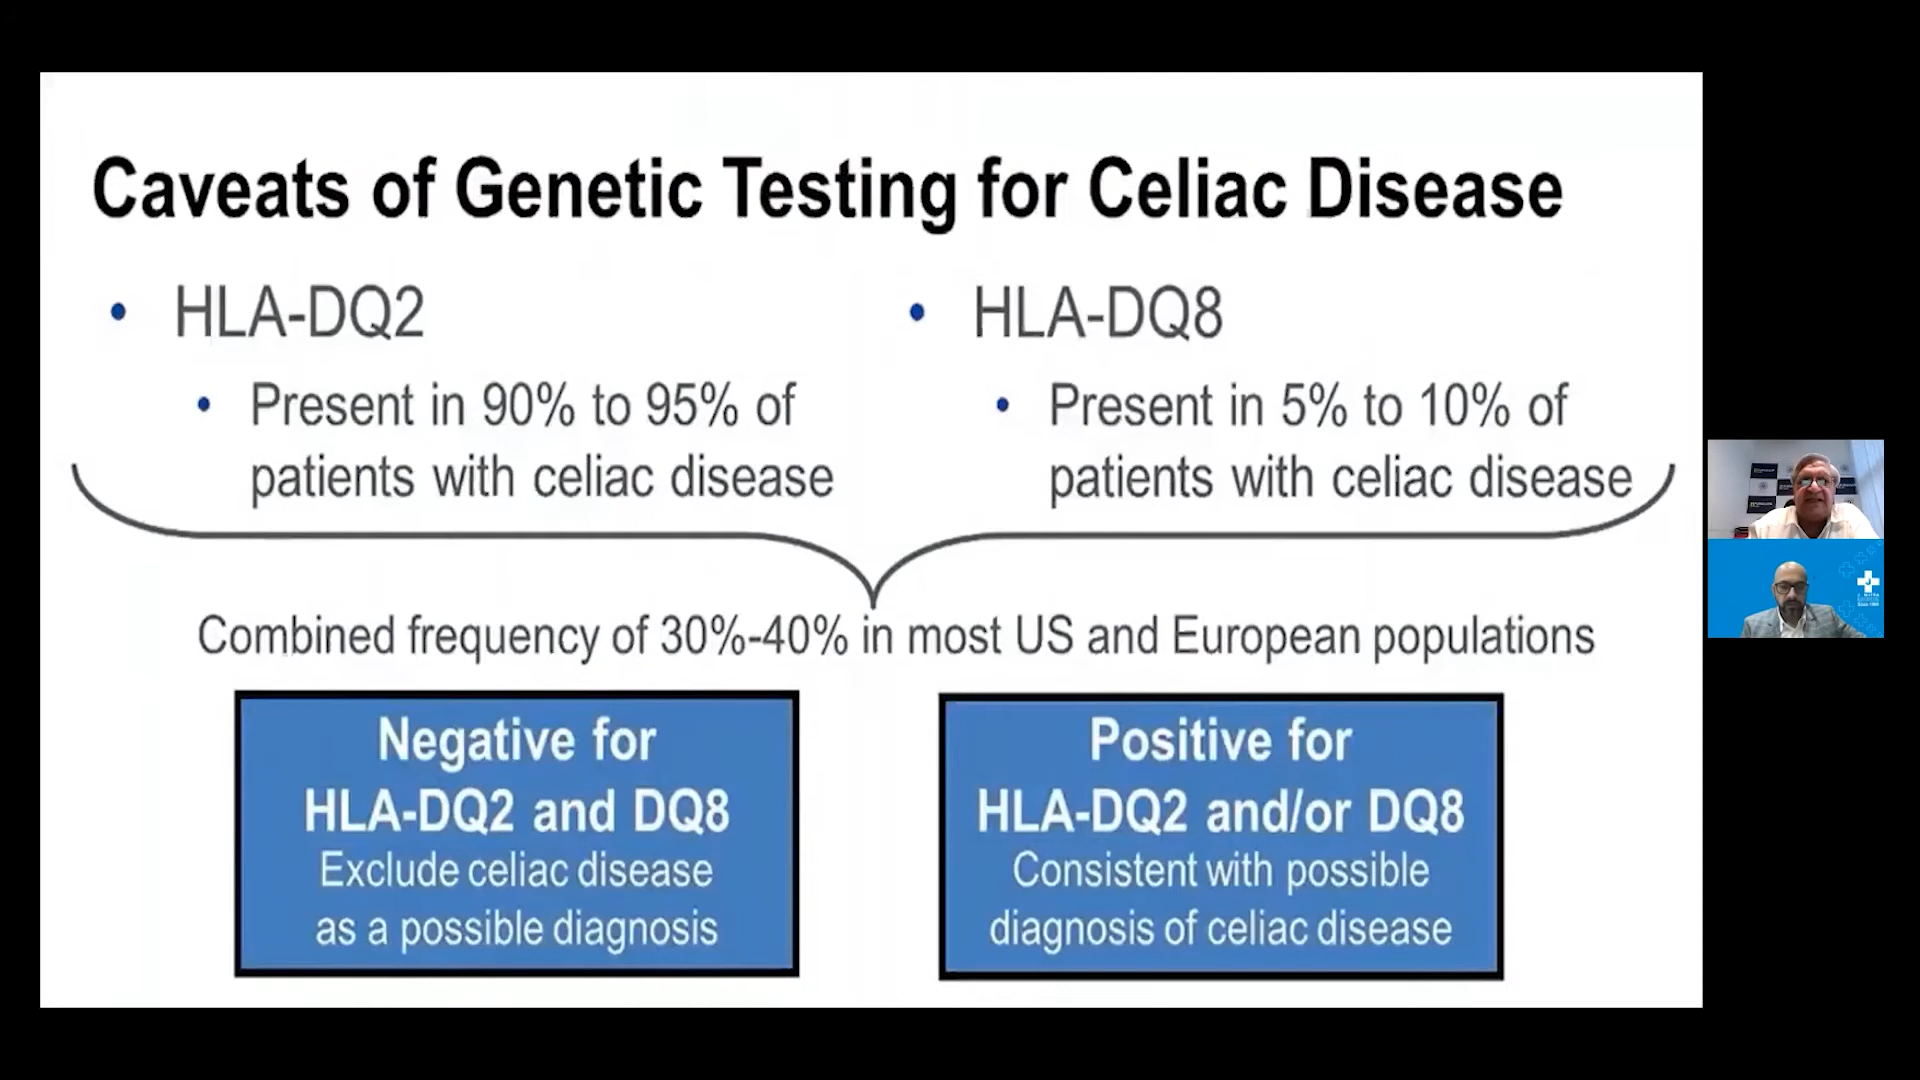 Caveats of Genetic Testing for Celiac Disease
• HLA-DQ2
• Present in 90% to 95% of
patients with celiac disease
• HLA-DQ8
• Present in 5% to 10% of
patients with celiac disease
Combined frequency of 30%-40% in most US and European populations
Negative for
HLA-DQ2 and DQ8
Exclude celiac disease
as a possible diagnosis
Positive for
HLA-DQ2 and/or DQ8
Consistent with possible
diagnosis of celiac disease